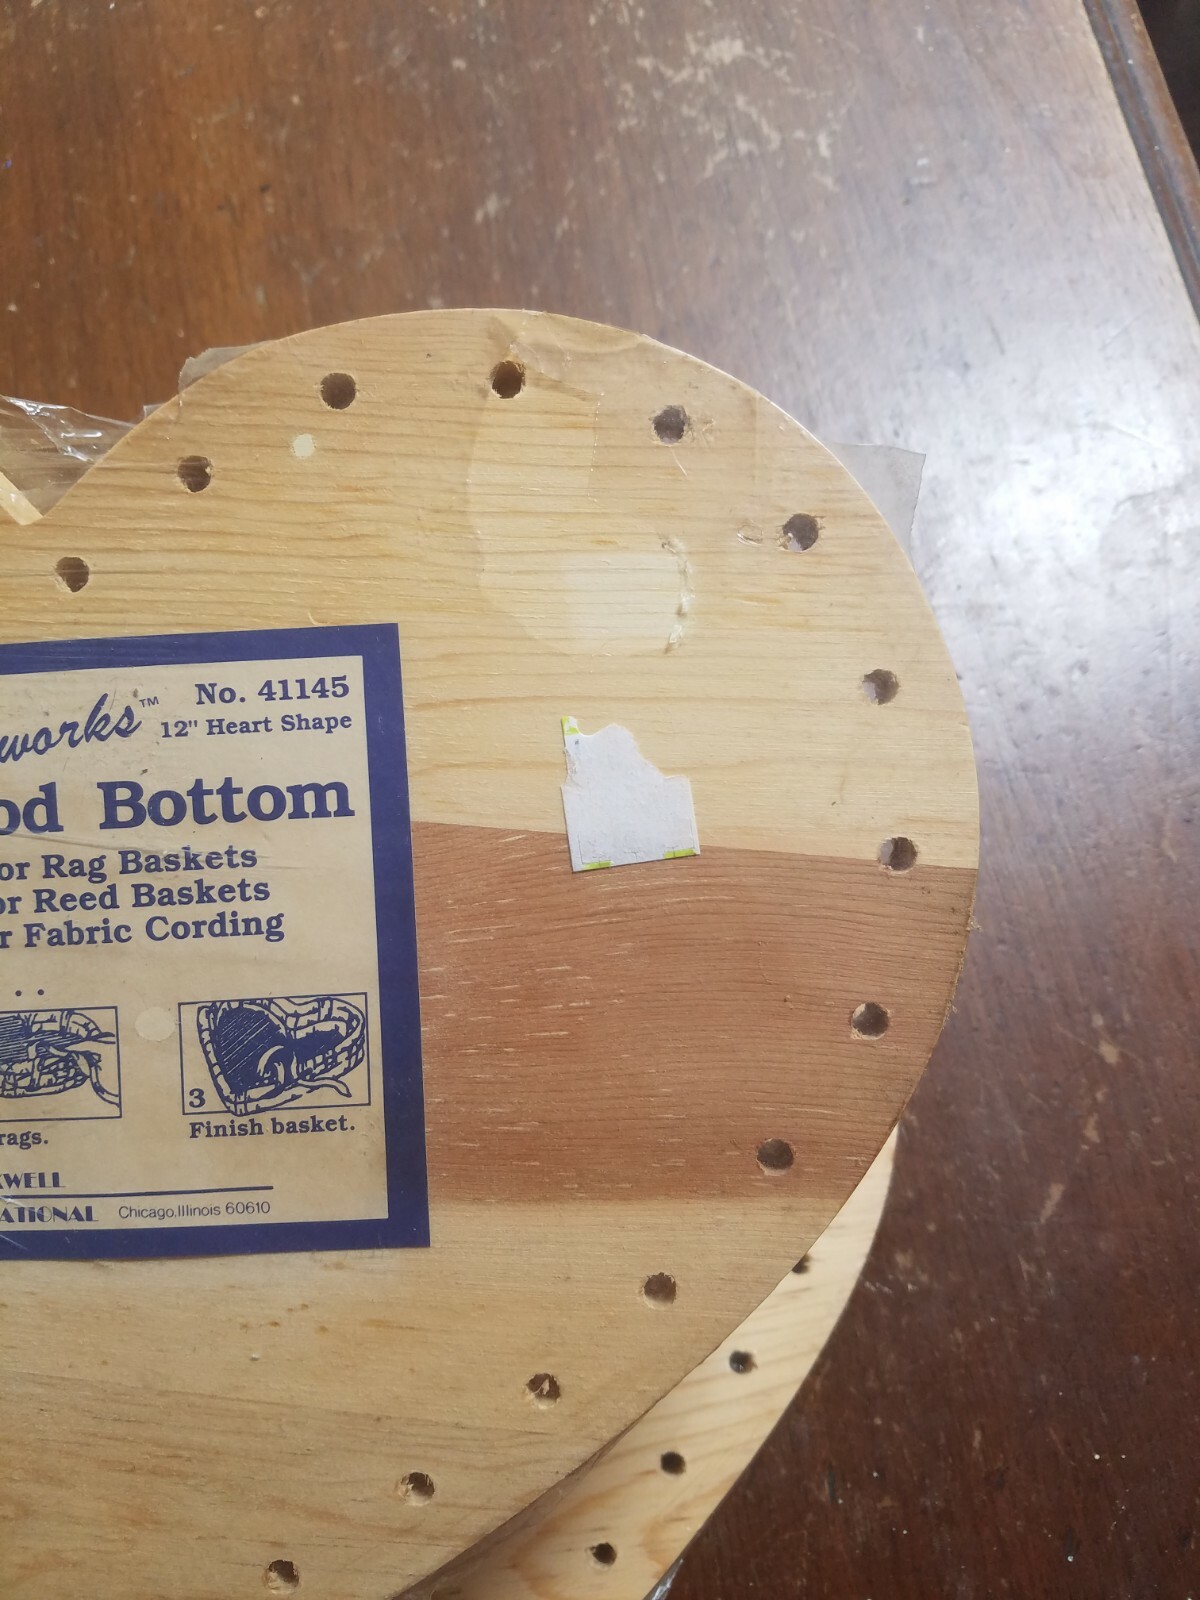 works™ No. 41145
12" Heart Shape
od Bottom
or Rag Baskets
or Reed Baskets
r Fabric Cording
. .
3
rags.
Finish basket.
WELL
ATIONAL Chicago,Illinois 60610